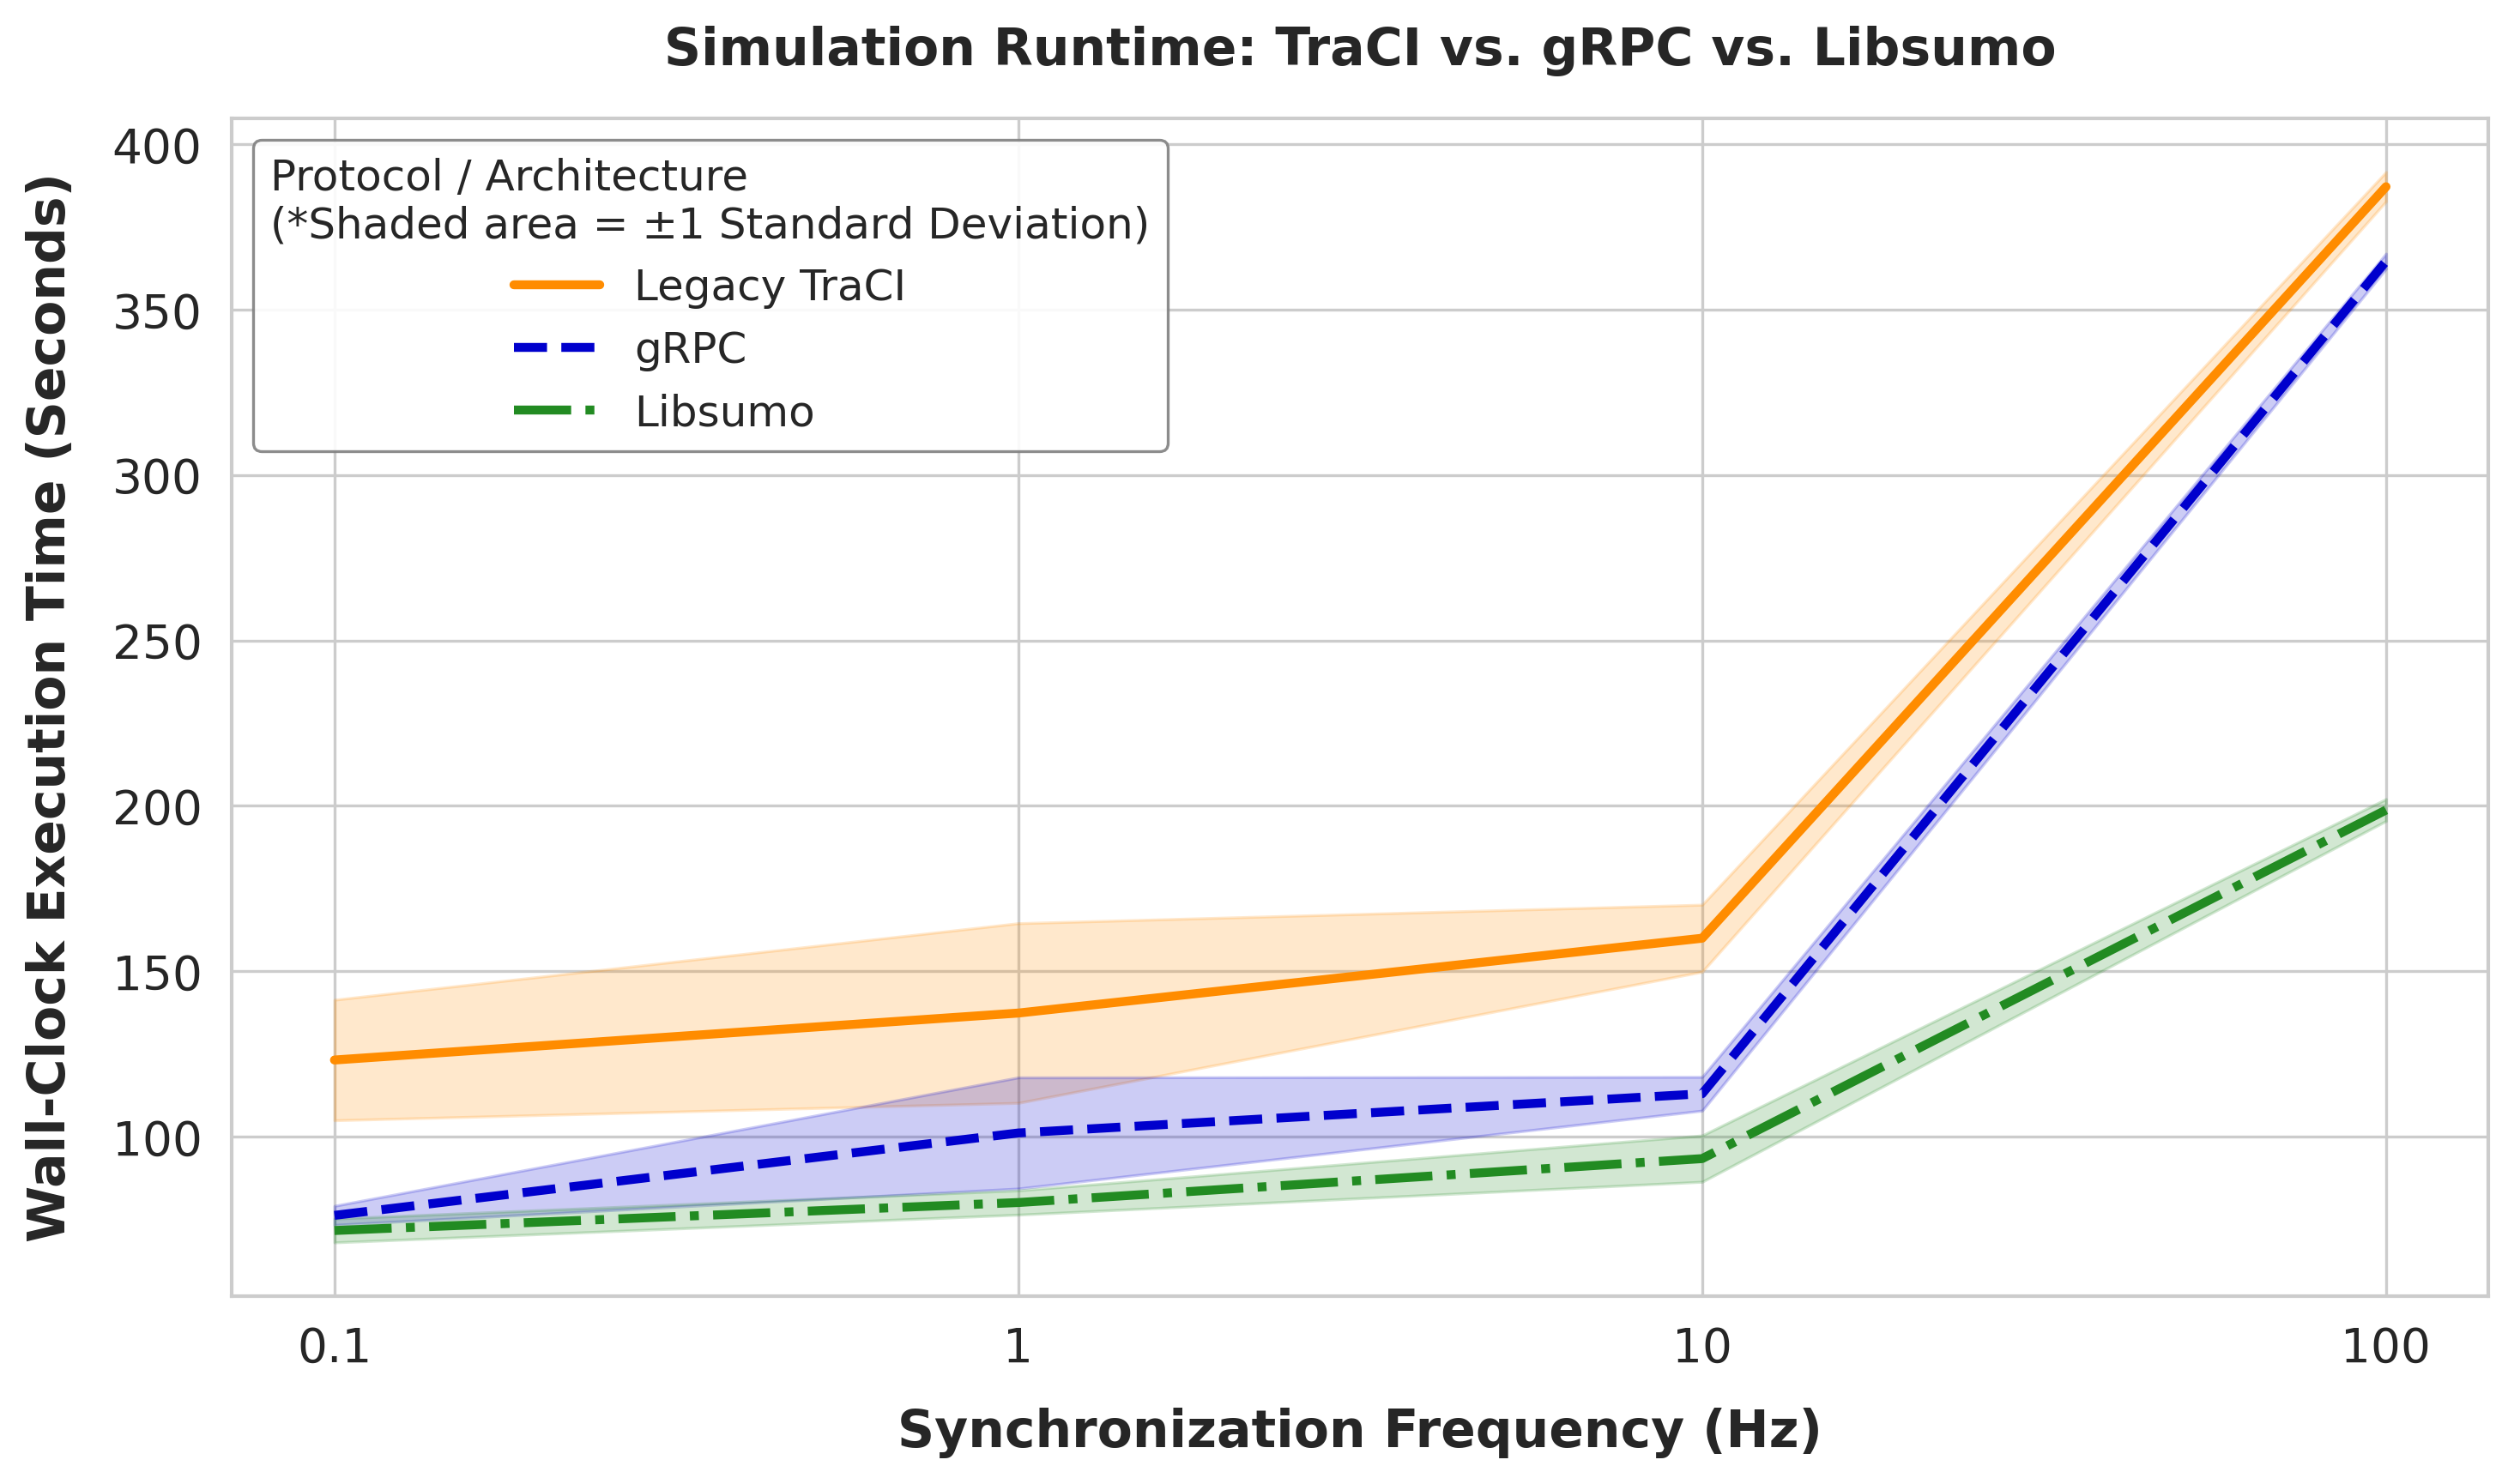 Simulation Runtime: TraCI vs. gRPC vs. Libsumo
Wall-Clock Execution Time (Seconds)
400
350
300
250
200
150
100
Protocol / Architecture
(*Shaded area = ±1 Standard Deviation)
Legacy TraCI
gRPC
Libsumo
0.1
1
10
100
Synchronization Frequency (Hz)